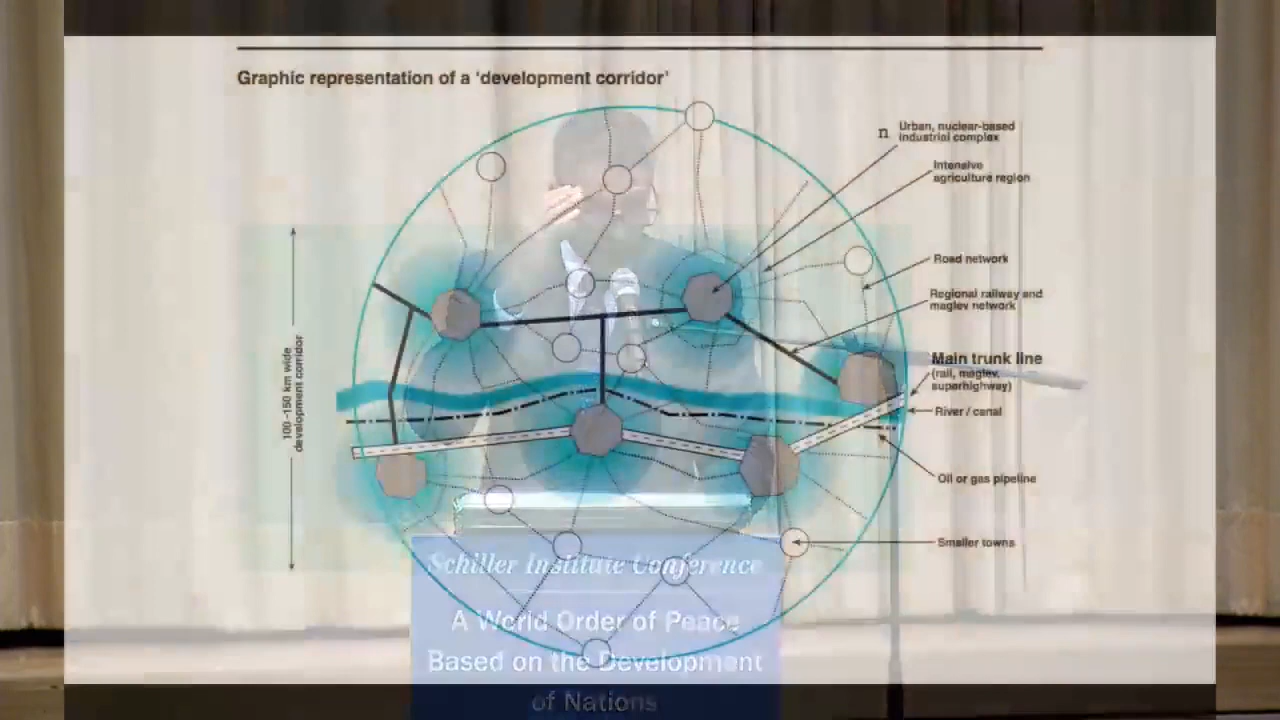 Graphic representation of a ‘development corridor’
n
Urban, nuclear-based
industrial complex
Intensive
agriculture region
Road network
Regional railway and
maglev network
Main trunk line
(rail, maglev,
superhighway)
River / canal
Oil or gas pipeline
Smaller towns
100-150 km wide
development corridor
Schiller Institute Conference
A World Order of Peace
Based on the Development
of Nations